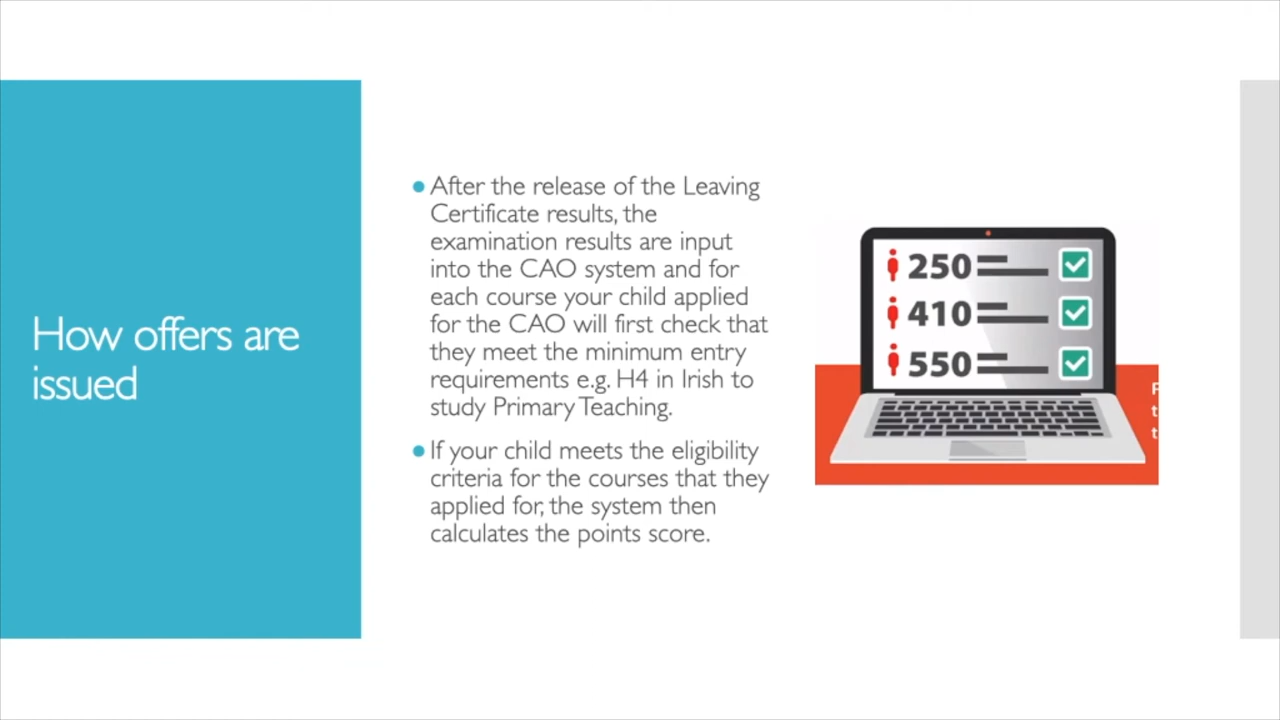 How offers are
issued
● After the release of the Leaving
Certificate results, the
examination results are input
into the CAO system and for
each course your child applied
for the CAO will first check that
they meet the minimum entry
requirements e.g. H4 in Irish to
study Primary Teaching.
● If your child meets the eligibility
criteria for the courses that they
applied for, the system then
calculates the points score.
250
410
550
F
t
t